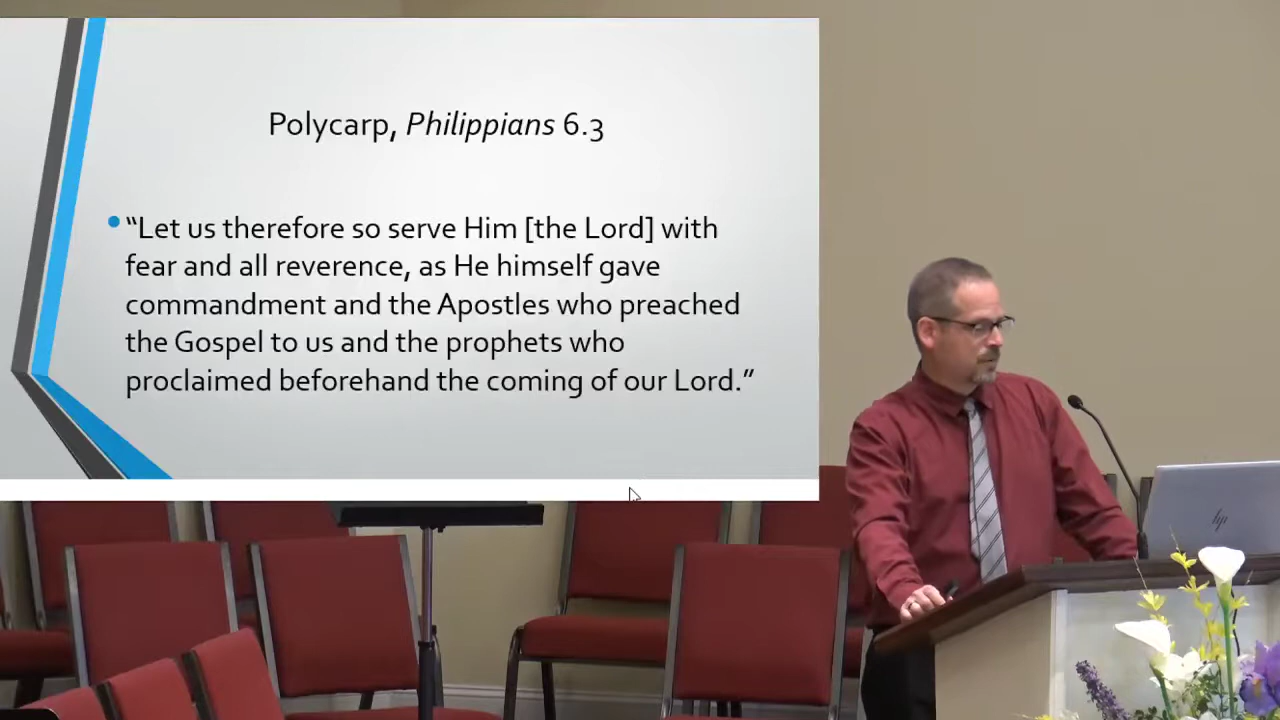 Polycarp, Philippians 6.3
“Let us therefore so serve Him [the Lord] with
fear and all reverence, as He himself gave
commandment and the Apostles who preached
the Gospel to us and the prophets who
proclaimed beforehand the coming of our Lord.”
hp